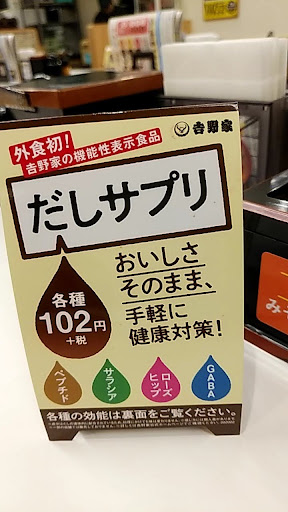 吉野家
外食初!
吉野家の機能性表示食品
だしサプリ
おいしさ
そのまま、
手軽に
健康対策!
各種
102円
+税
ペプチド
サラシア
ローズ
ヒップ
GABA
各種の効能は裏面をご覧ください。